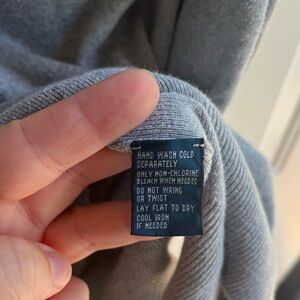 HAND WASH COLD
SEPARATELY
ONLY NON-CHLORINE
BLEACH WHEN NEEDED
DO NOT WRING
OR TWIST
LAY FLAT TO DRY
COOL IRON
IF NEEDED